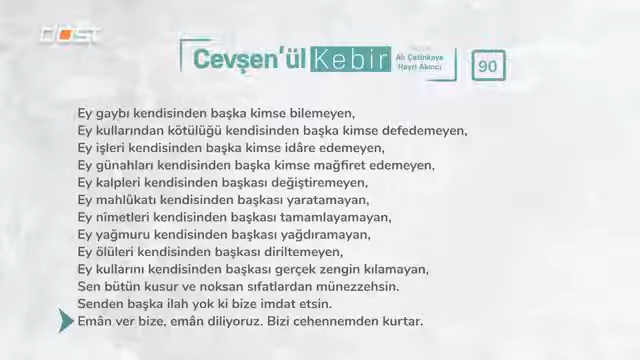 DOST
Cevşen'ül Kebir
Ali Çetinkaya
Hayri Akıncı
90
Ey gaybı kendisinden başka kimse bilemeyen,
Ey kullarından kötülüğü kendisinden başka kimse defedemeyen,
Ey işleri kendisinden başka kimse idâre edemeyen,
Ey günahları kendisinden başka kimse mağfiret edemeyen,
Ey kalpleri kendisinden başkası değiştiremeyen,
Ey mahlûkatı kendisinden başkası yaratamayan,
Ey nîmetleri kendisinden başkası tamamlayamayan,
Ey yağmuru kendisinden başkası yağdıramayan,
Ey ölüleri kendisinden başkası diriltemeyen,
Ey kullarını kendisinden başkası gerçek zengin kılamayan,
Sen bütün kusur ve noksan sıfatlardan münezzehsin.
Senden başka ilah yok ki bize imdat etsin.
Emân ver bize, emân diliyoruz. Bizi cehennemden kurtar.